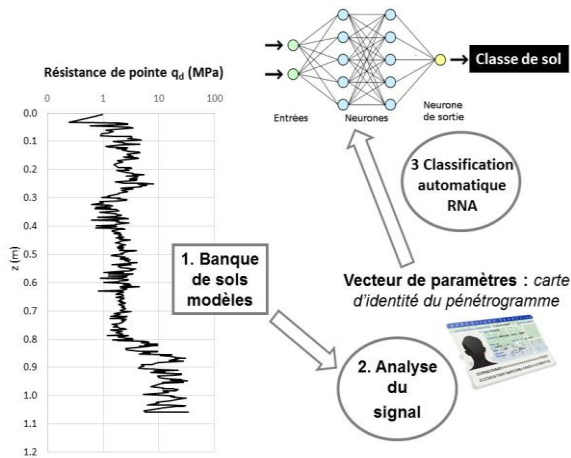 Résistance de pointe qd (MPa)
0 1 10 100
0.0
0.1
0.2
0.3
0.4
0.5
0.6
0.7
0.8
0.9
1.0
1.1
1.2
z (m)
Entrées
Neurones
Neurone
de sortie
Classe de sol
3 Classification
automatique
RNA
1. Banque
de sols
modèles
Vecteur de paramètres : carte
d'identité du pénétrogramme
2. Analyse
du
signal